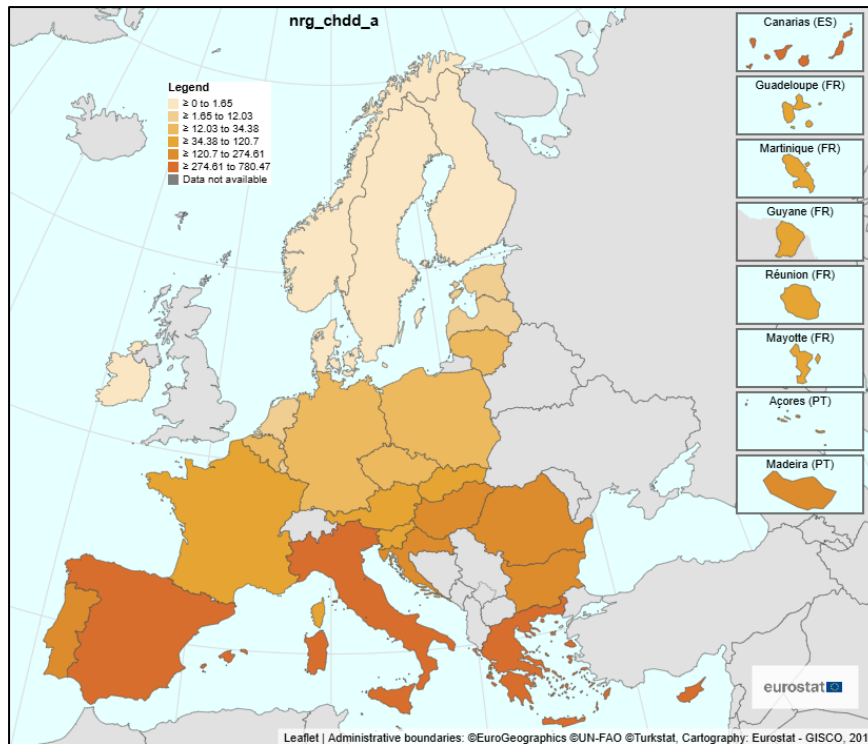 nrg_chdd_a
Legend
≥ 0 to 1.65
≥ 1.65 to 12.03
≥ 12.03 to 34.38
≥ 34.38 to 120.7
≥ 120.7 to 274.61
≥ 274.61 to 780.47
Data not available
Canarias (ES)
Guadeloupe (FR)
Martinique (FR)
Guyane (FR)
Réunion (FR)
Mayotte (FR)
Açores (PT)
Madeira (PT)
eurostat
Leaflet | Administrative boundaries: ©EuroGeographics ©UN-FAO ©Turkstat, Cartography: Eurostat - GISCO, 201